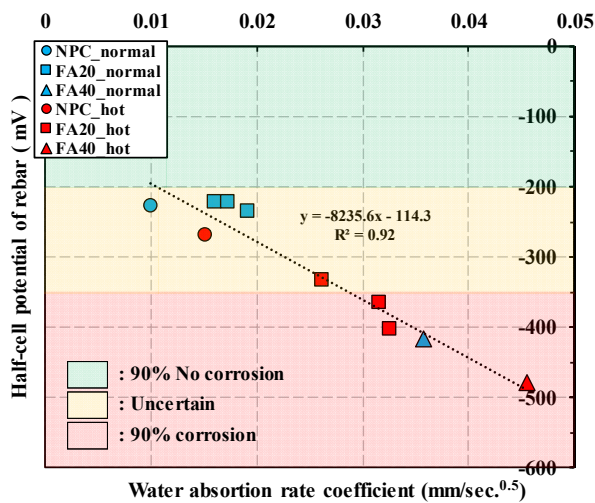 0 0.01 0.02 0.03 0.04 0.05
NPC_normal
FA20_normal
FA40_normal
NPC_hot
FA20_hot
FA40_hot
0
-100
-200
-300
-400
-500
-600
Half-cell potential of rebar ( mV )
y = -8235.6x - 114.3
R² = 0.92
: 90% No corrosion
: Uncertain
: 90% corrosion
Water absortion rate coefficient (mm/sec.⁰·⁵)